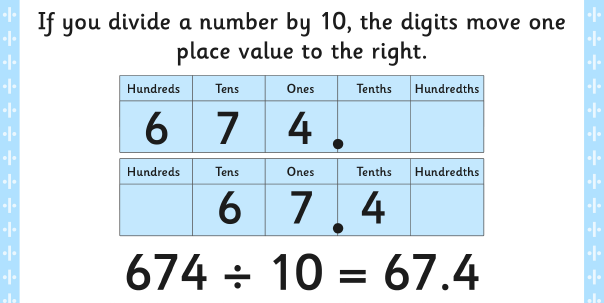 If you divide a number by 10, the digits move one
place value to the right.
Hundreds Tens Ones Tenths Hundredths
6 7 4 .
Hundreds Tens Ones Tenths Hundredths
6 7 . 4
674 ÷ 10 = 67.4